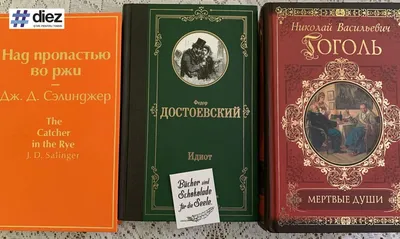 #diez
Над пропастью
во ржи
Дж. Д. Сэлинджер
The
Catcher
in the Rye
J. D. Salinger
Федор
ДОСТОЕВСКИЙ
Идиот
Bücher und
Schokolade
für die Seele.
Николай Васильевич
ГОГОЛЬ
МЕРТВЫЕ ДУШИ